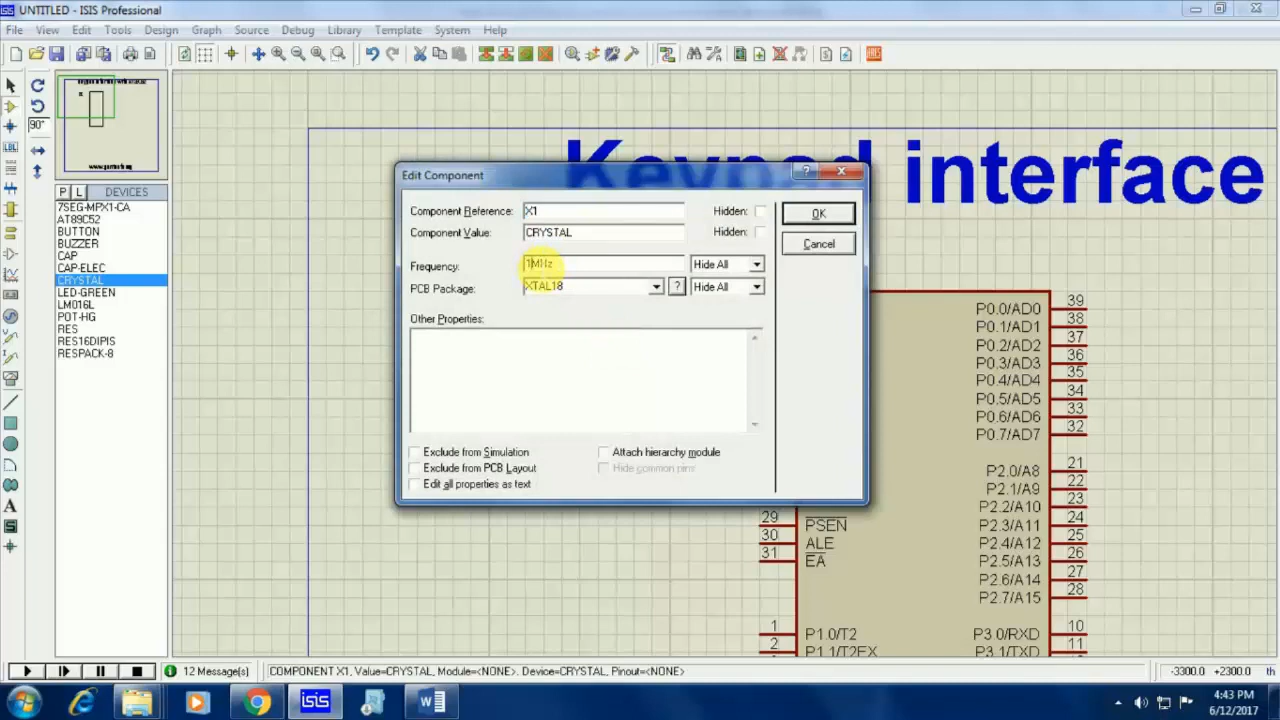 UNTITLED - ISIS Professional
File View Edit Tools Design Graph Source Debug Library Template System Help
90°
LBL
P L DEVICES
7SEG-MPX1-CA
AT89C52
BUTTON
BUZZER
CAP
CAP-ELEC
CRYSTAL
LED-GREEN
LM016L
POT-HG
RES
RES16DIPIS
RESPACK-8
Keypad interface
Edit Component
Component Reference: X1 Hidden:
Component Value: CRYSTAL Hidden:
Frequency: 1MHz Hide All
PCB Package: XTAL18 ? Hide All
Other Properties:
Exclude from Simulation
Exclude from PCB Layout
Edit all properties as text
Attach hierarchy module
Hide common pins
OK
Cancel
P0.0/AD0 39
P0.1/AD1 38
P0.2/AD2 37
P0.3/AD3 36
P0.4/AD4 35
P0.5/AD5 34
P0.6/AD6 33
P0.7/AD7 32
P2.0/A8 21
P2.1/A9 22
P2.2/A10 23
P2.3/A11 24
P2.4/A12 25
P2.5/A13 26
P2.6/A14 27
P2.7/A15 28
29 PSEN
30 ALE
31 EA
1 P1.0/T2 P3.0/RXD 10
2 P1.1/T2EX P3.1/TXD 11
12 Message(s) COMPONENT X1, Value=CRYSTAL, Module=<NONE>, Device=CRYSTAL, Pinout=<NONE> -3300.0 +2300.0 th
isis
4:43 PM
6/12/2017